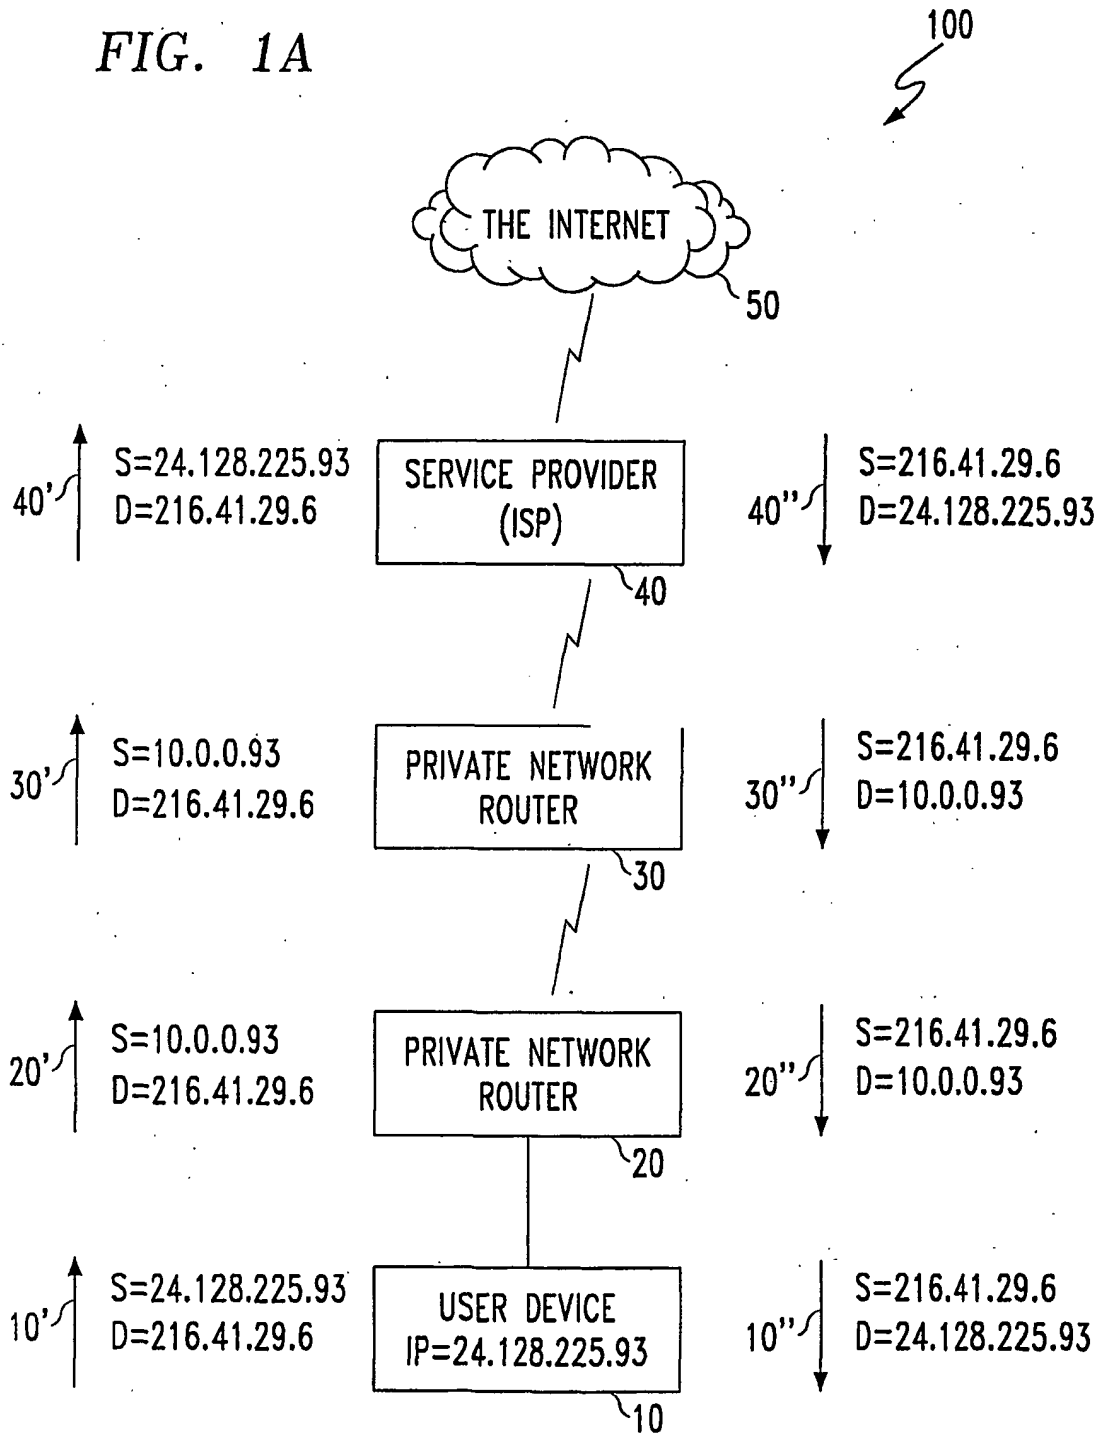 FIG. 1A
100
THE INTERNET
50
40'
S=24.128.225.93
D=216.41.29.6
SERVICE PROVIDER
(ISP)
40
40"
S=216.41.29.6
D=24.128.225.93
30'
S=10.0.0.93
D=216.41.29.6
PRIVATE NETWORK
ROUTER
30
30"
S=216.41.29.6
D=10.0.0.93
20'
S=10.0.0.93
D=216.41.29.6
PRIVATE NETWORK
ROUTER
20
20"
S=216.41.29.6
D=10.0.0.93
10'
S=24.128.225.93
D=216.41.29.6
USER DEVICE
IP=24.128.225.93
10
10"
S=216.41.29.6
D=24.128.225.93